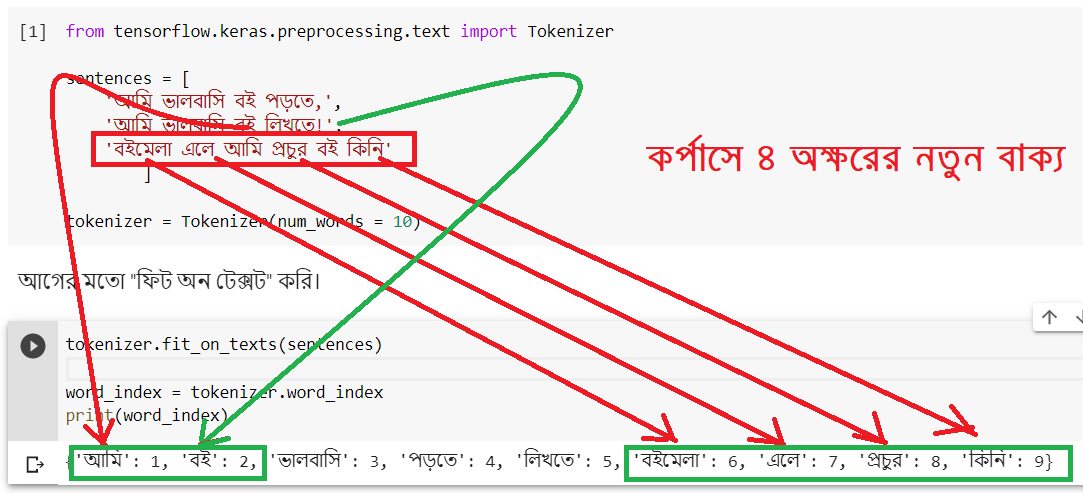 [1] from tensorflow.keras.preprocessing.text import Tokenizer
sentences = [
'আমি ভালবাসি বই পড়তে,',
'আমি ভালবাসি বই লিখতে!',
'বইমেলা এলে আমি প্রচুর বই কিনি'
]
কর্পাসে ৪ অক্ষরের নতুন বাক্য
tokenizer = Tokenizer(num_words = 10)
আগের মতো "ফিট অন টেক্সট" করি।
tokenizer.fit_on_texts(sentences)
word_index = tokenizer.word_index
print(word_index)
{'আমি': 1, 'বই': 2, 'ভালবাসি': 3, 'পড়তে': 4, 'লিখতে': 5, 'বইমেলা': 6, 'এলে': 7, 'প্রচুর': 8, 'কিনি': 9}